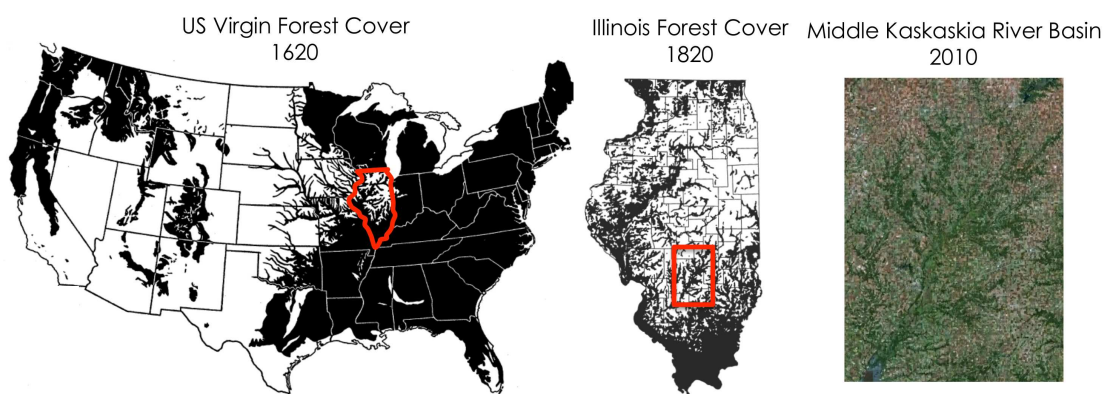 US Virgin Forest Cover
1620
Illinois Forest Cover
1820
Middle Kaskaskia River Basin
2010